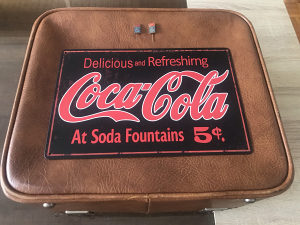 Delicious and Refreshing
Coca-Cola
At Soda Fountains 5¢.